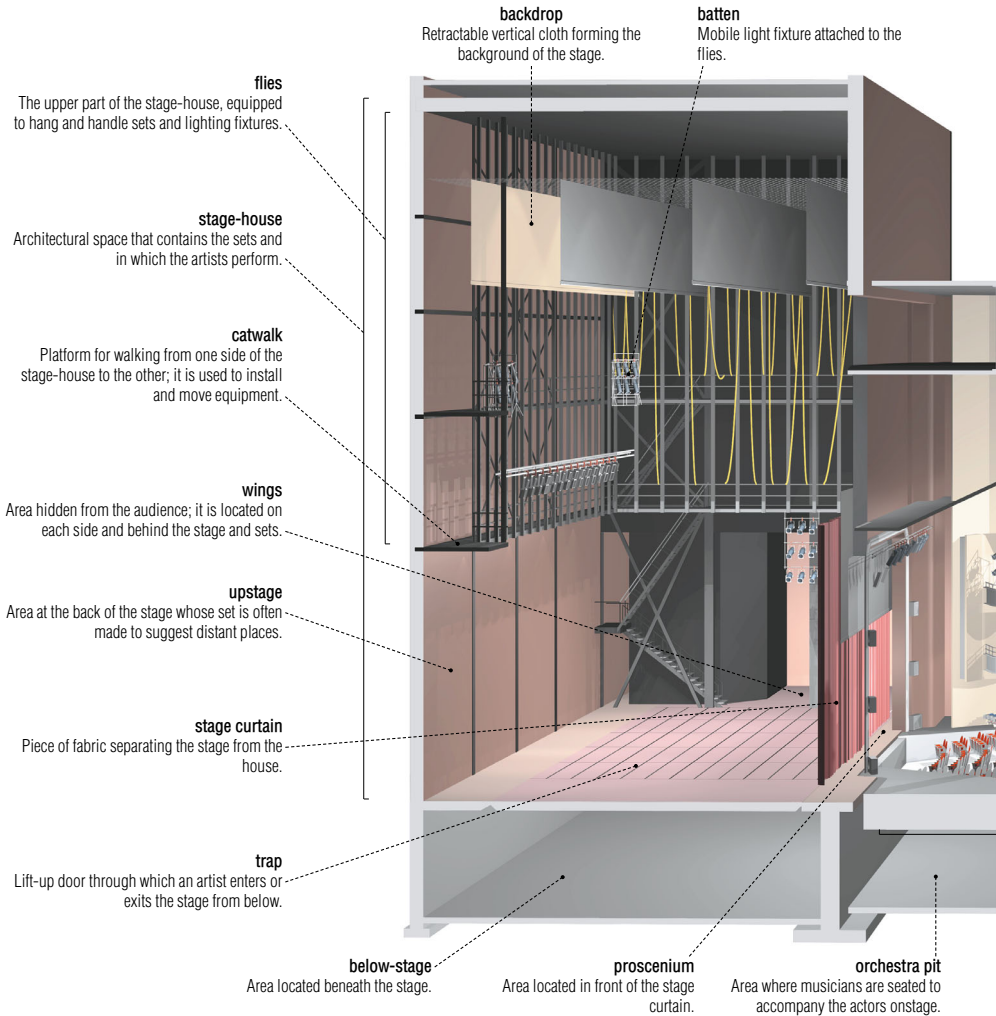 backdrop
Retractable vertical cloth forming the
background of the stage.
batten
Mobile light fixture attached to the
flies.
flies
The upper part of the stage-house, equipped
to hang and handle sets and lighting fixtures.
stage-house
Architectural space that contains the sets and
in which the artists perform.
catwalk
Platform for walking from one side of the
stage-house to the other; it is used to install
and move equipment.
wings
Area hidden from the audience; it is located on
each side and behind the stage and sets.
upstage
Area at the back of the stage whose set is often
made to suggest distant places.
stage curtain
Piece of fabric separating the stage from the
house.
trap
Lift-up door through which an artist enters or
exits the stage from below.
below-stage
Area located beneath the stage.
proscenium
Area located in front of the stage
curtain.
orchestra pit
Area where musicians are seated to
accompany the actors onstage.